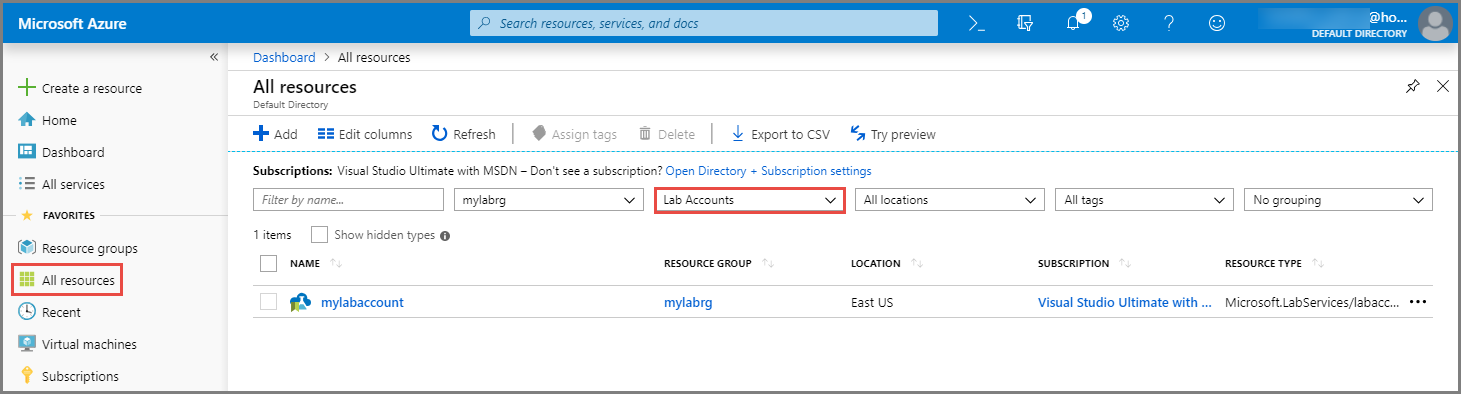 Microsoft Azure
Search resources, services, and docs
1
@ho...
DEFAULT DIRECTORY
«
Create a resource
Home
Dashboard
All services
FAVORITES
Resource groups
All resources
Recent
Virtual machines
Subscriptions
Dashboard > All resources
All resources
Default Directory
Add Edit columns Refresh Assign tags Delete Export to CSV Try preview
Subscriptions: Visual Studio Ultimate with MSDN – Don't see a subscription? Open Directory + Subscription settings
Filter by name... mylabrg Lab Accounts All locations All tags No grouping
1 items Show hidden types
NAME RESOURCE GROUP LOCATION SUBSCRIPTION RESOURCE TYPE
mylabaccount mylabrg East US Visual Studio Ultimate with ... Microsoft.LabServices/labacc... •••